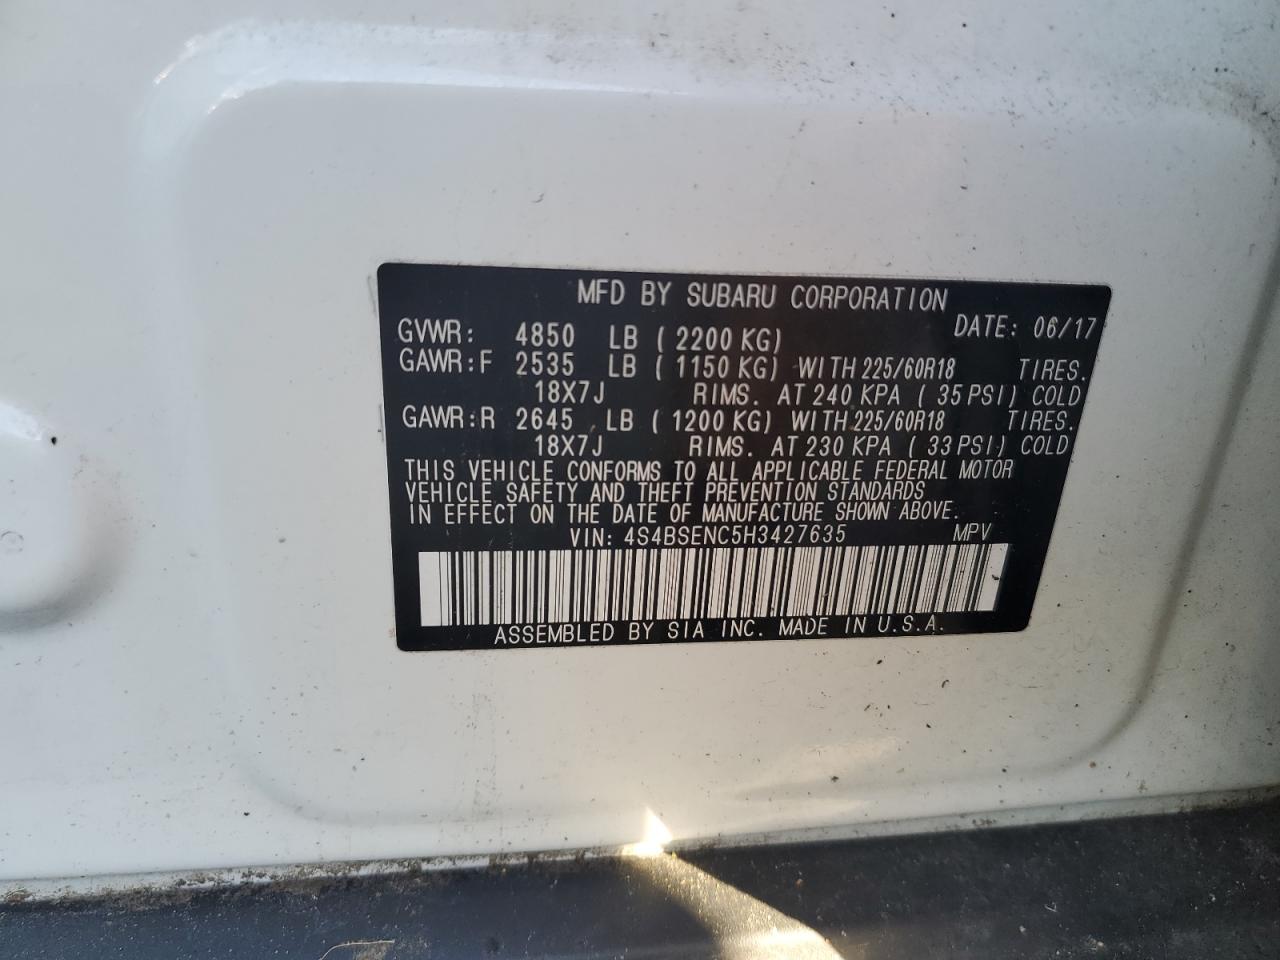 MFD BY SUBARU CORPORATION
DATE: 06/17
GVWR: 4850 LB ( 2200 KG)
GAWR:F 2535 LB ( 1150 KG) WITH 225/60R18 TIRES.
18X7J RIMS. AT 240 KPA ( 35 PSI) COLD
GAWR:R 2645 LB ( 1200 KG) WITH 225/60R18 TIRES.
18X7J RIMS. AT 230 KPA ( 33 PSI) COLD
THIS VEHICLE CONFORMS TO ALL APPLICABLE FEDERAL MOTOR
VEHICLE SAFETY AND THEFT PREVENTION STANDARDS
IN EFFECT ON THE DATE OF MANUFACTURE SHOWN ABOVE.
VIN: 4S4BSENC5H3427635 MPV
ASSEMBLED BY SIA INC. MADE IN U.S.A.